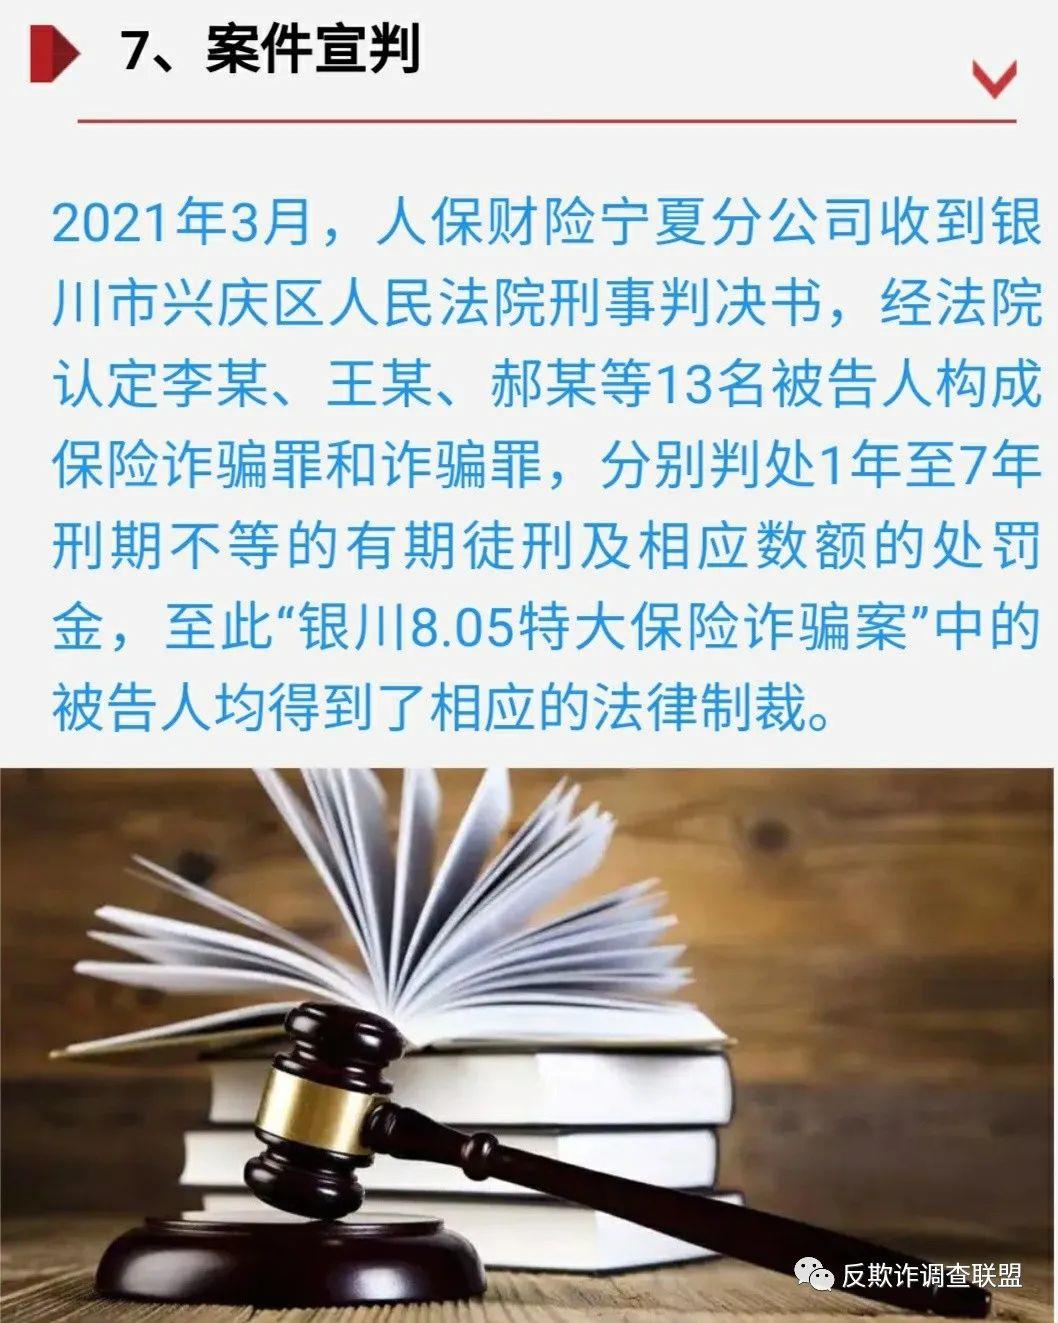 7、案件宣判
2021年3月，人保财险宁夏分公司收到银
川市兴庆区人民法院刑事判决书，经法院
认定李某、王某、郝某等13名被告人构成
保险诈骗罪和诈骗罪，分别判处1年至7年
刑期不等的有期徒刑及相应数额的处罚
金，至此“银川8.05特大保险诈骗案”中的
被告人均得到了相应的法律制裁。
反欺诈调查联盟